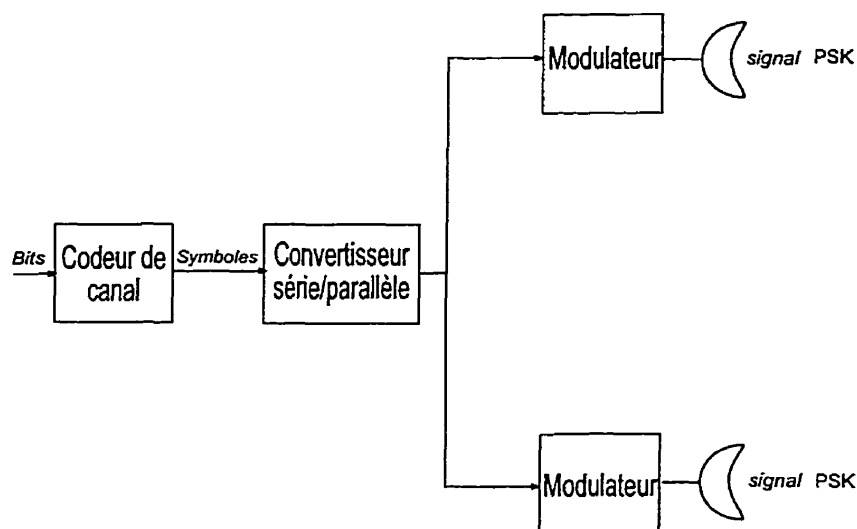 Modulateur
signal PSK
Bits
Codeur de
canal
Symboles
Convertisseur
série/parallèle
Modulateur
signal PSK